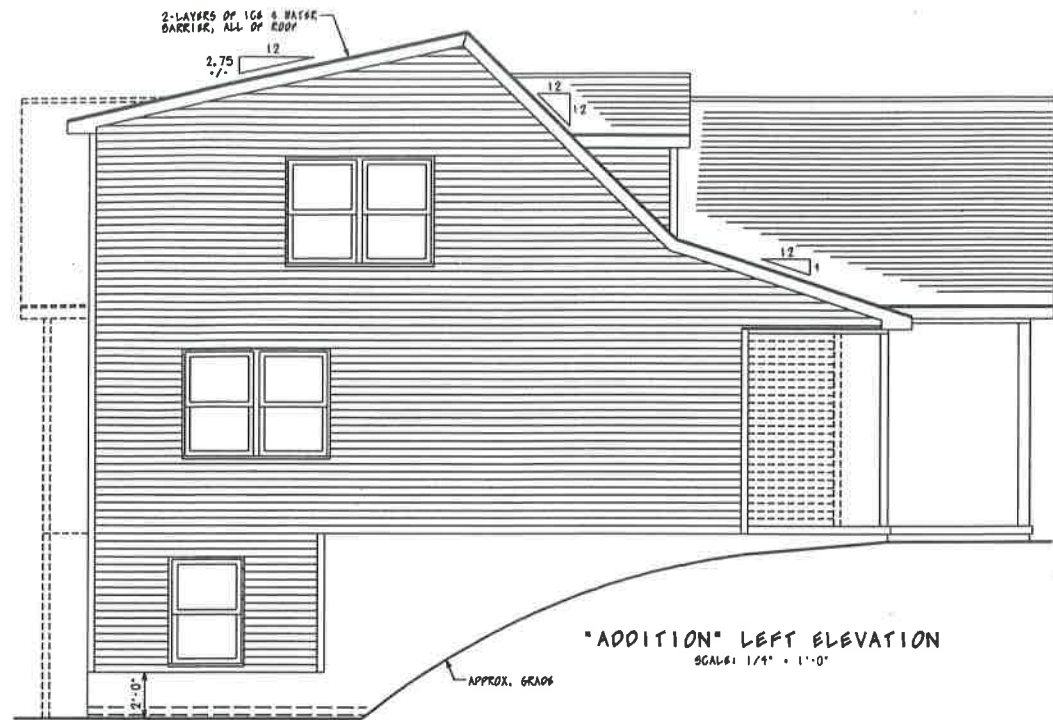 2-LAYERS OF ICE & WATER
BARRIER, ALL OF ROOF
12
2.75
+/-
12
12
12
4
"ADDITION" LEFT ELEVATION
SCALE: 1/4" = 1'-0"
APPROX. GRADE
2'-0"